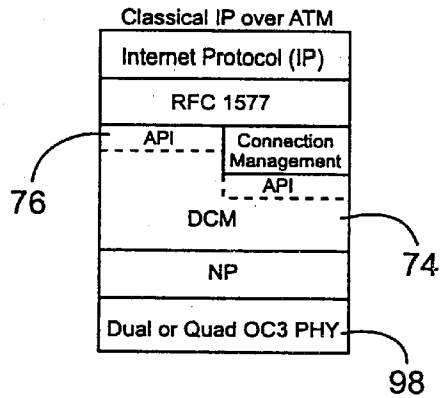 Classical IP over ATM
Internet Protocol (IP)
RFC 1577
API
Connection
Management
API
76
DCM
74
NP
Dual or Quad OC3 PHY
98